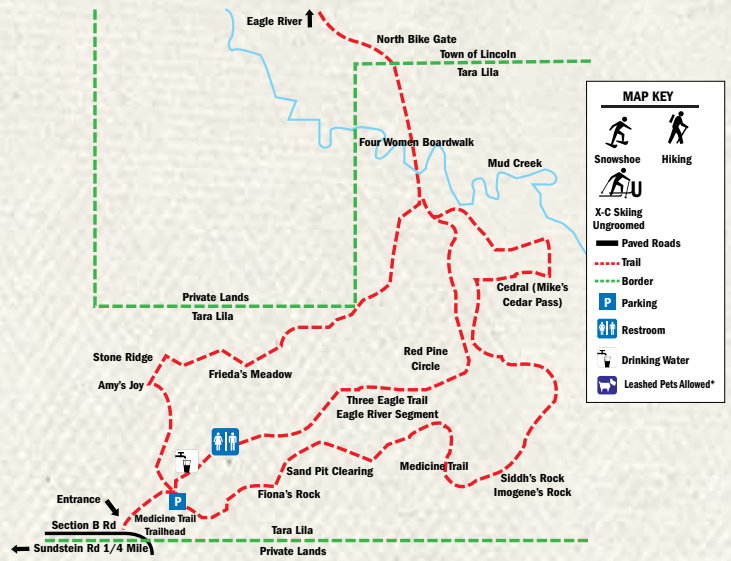 Eagle River
North Bike Gate
Town of Lincoln
Tara Lila
Four Women Boardwalk
Mud Creek
Private Lands
Tara Lila
Cedral (Mike's
Cedar Pass)
Stone Ridge
Amy's Joy
Frieda's Meadow
Red Pine
Circle
Three Eagle Trail
Eagle River Segment
Sand Pit Clearing
Medicine Trail
Fiona's Rock
Siddh's Rock
Imogene's Rock
Entrance
P
Section B Rd
Medicine Trail
Trailhead
Tara Lila
Sundstein Rd 1/4 Mile
Private Lands
MAP KEY
Snowshoe
Hiking
U
X-C Skiing
Ungroomed
Paved Roads
Trail
Border
P Parking
Restroom
Drinking Water
Leashed Pets Allowed*